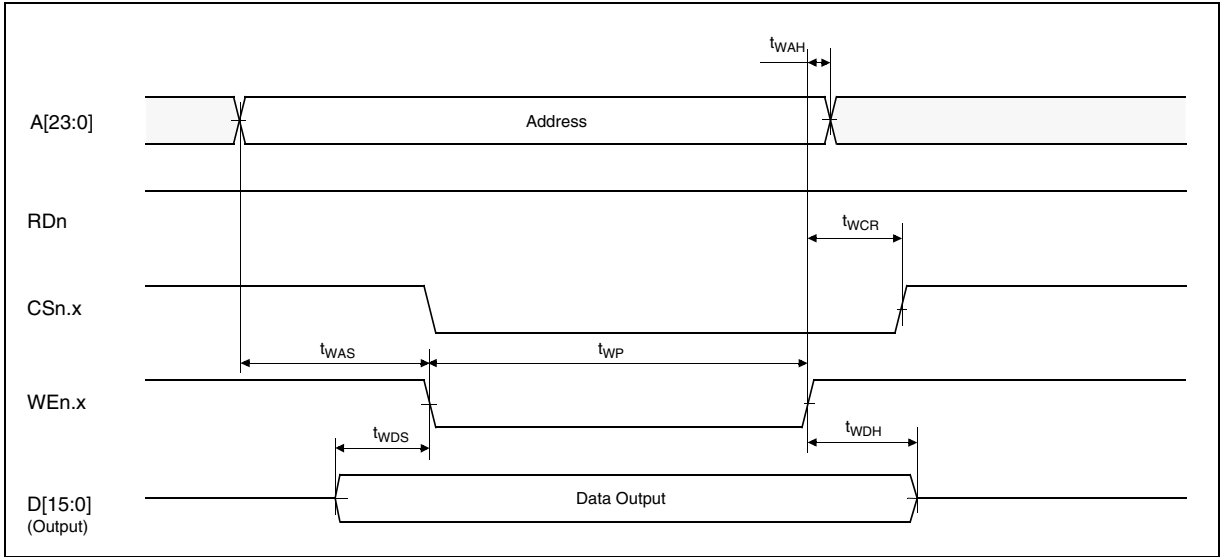 tWAH
A[23:0]
Address
RDn
tWCR
CSn.x
tWAS
tWP
WEn.x
tWDS
tWDH
D[15:0]
(Output)
Data Output